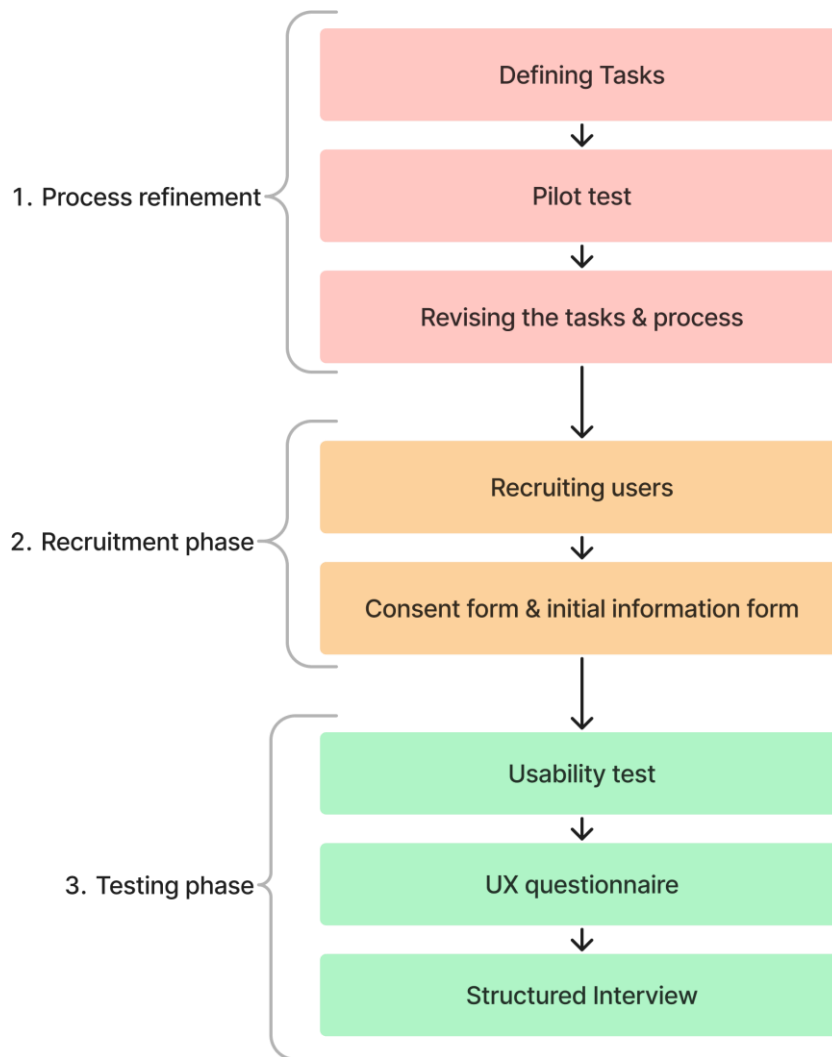 Defining Tasks
Pilot test
1. Process refinement
Revising the tasks & process
Recruiting users
2. Recruitment phase
Consent form & initial information form
Usability test
UX questionnaire
3. Testing phase
Structured Interview